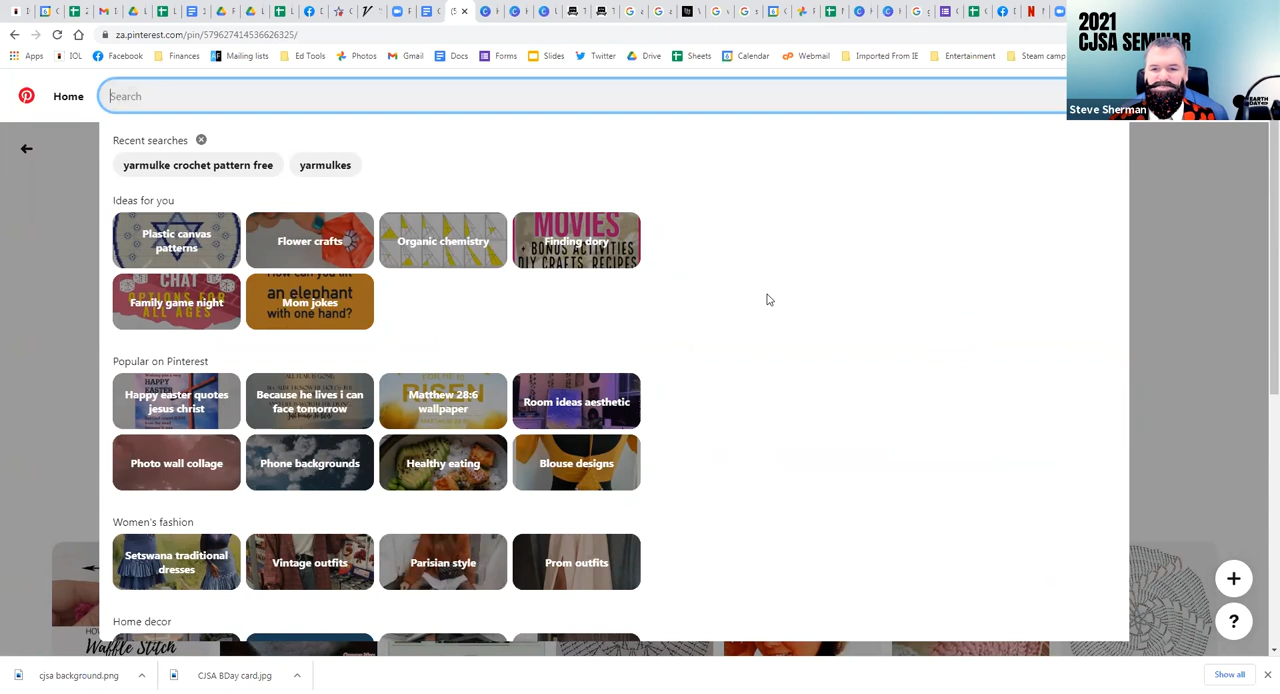 za.pinterest.com/pin/579627414536626325/
Apps
IOL
Facebook
Finances
Mailing lists
Ed Tools
Photos
Gmail
Docs
Forms
Slides
Twitter
Drive
Sheets
Calendar
Webmail
Imported From IE
Entertainment
Steam camp
2021
CJSA SEMINAR
Steve Sherman
EARTH
DAY
Home
Search
Recent searches
yarmulke crochet pattern free
yarmulkes
Ideas for you
Plastic canvas
patterns
Flower crafts
Organic chemistry
MOVIES
Finding dory
+ BONUS ACTIVITIES
DIY CRAFTS, RECIPES
CHAT
Family game night
OPTIONS FOR
ALL AGES
How can you lift
an elephant
Mom jokes
with one hand?
Popular on Pinterest
Happy easter quotes
jesus christ
HAPPY
EASTER
Because he lives i can
face tomorrow
RISEN
Matthew 28:6
wallpaper
Room ideas aesthetic
Photo wall collage
Phone backgrounds
Healthy eating
Blouse designs
Women's fashion
Setswana traditional
dresses
Vintage outfits
Parisian style
Prom outfits
Home decor
Waffle Stitch
+
?
cjsa background.png
CJSA BDay card.jpg
Show all